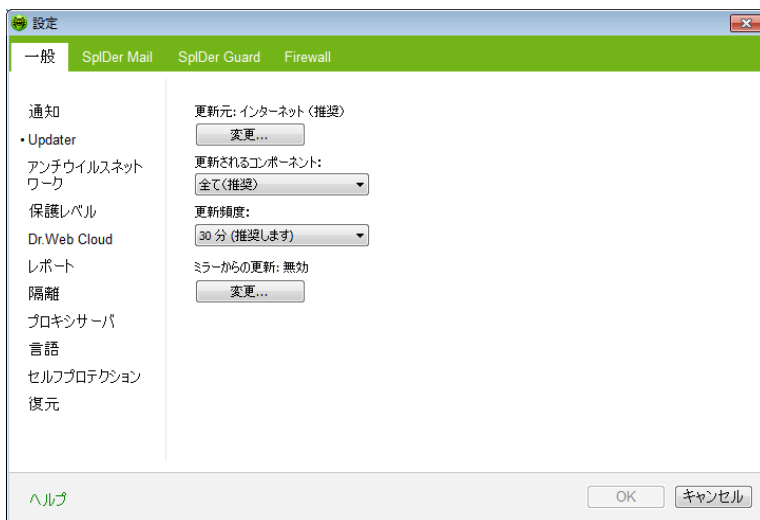 設定
一般 SpIDer Mail SpIDer Guard Firewall
通知
• Updater
アンチウイルスネット
ワーク
保護レベル
Dr.Web Cloud
レポート
隔離
プロキシサーバ
言語
セルフプロテクション
復元
更新元: インターネット (推奨)
変更...
更新されるコンポーネント:
全て(推奨)
更新頻度:
30 分 (推奨します)
ミラーからの更新: 無効
変更...
ヘルプ
OK キャンセル